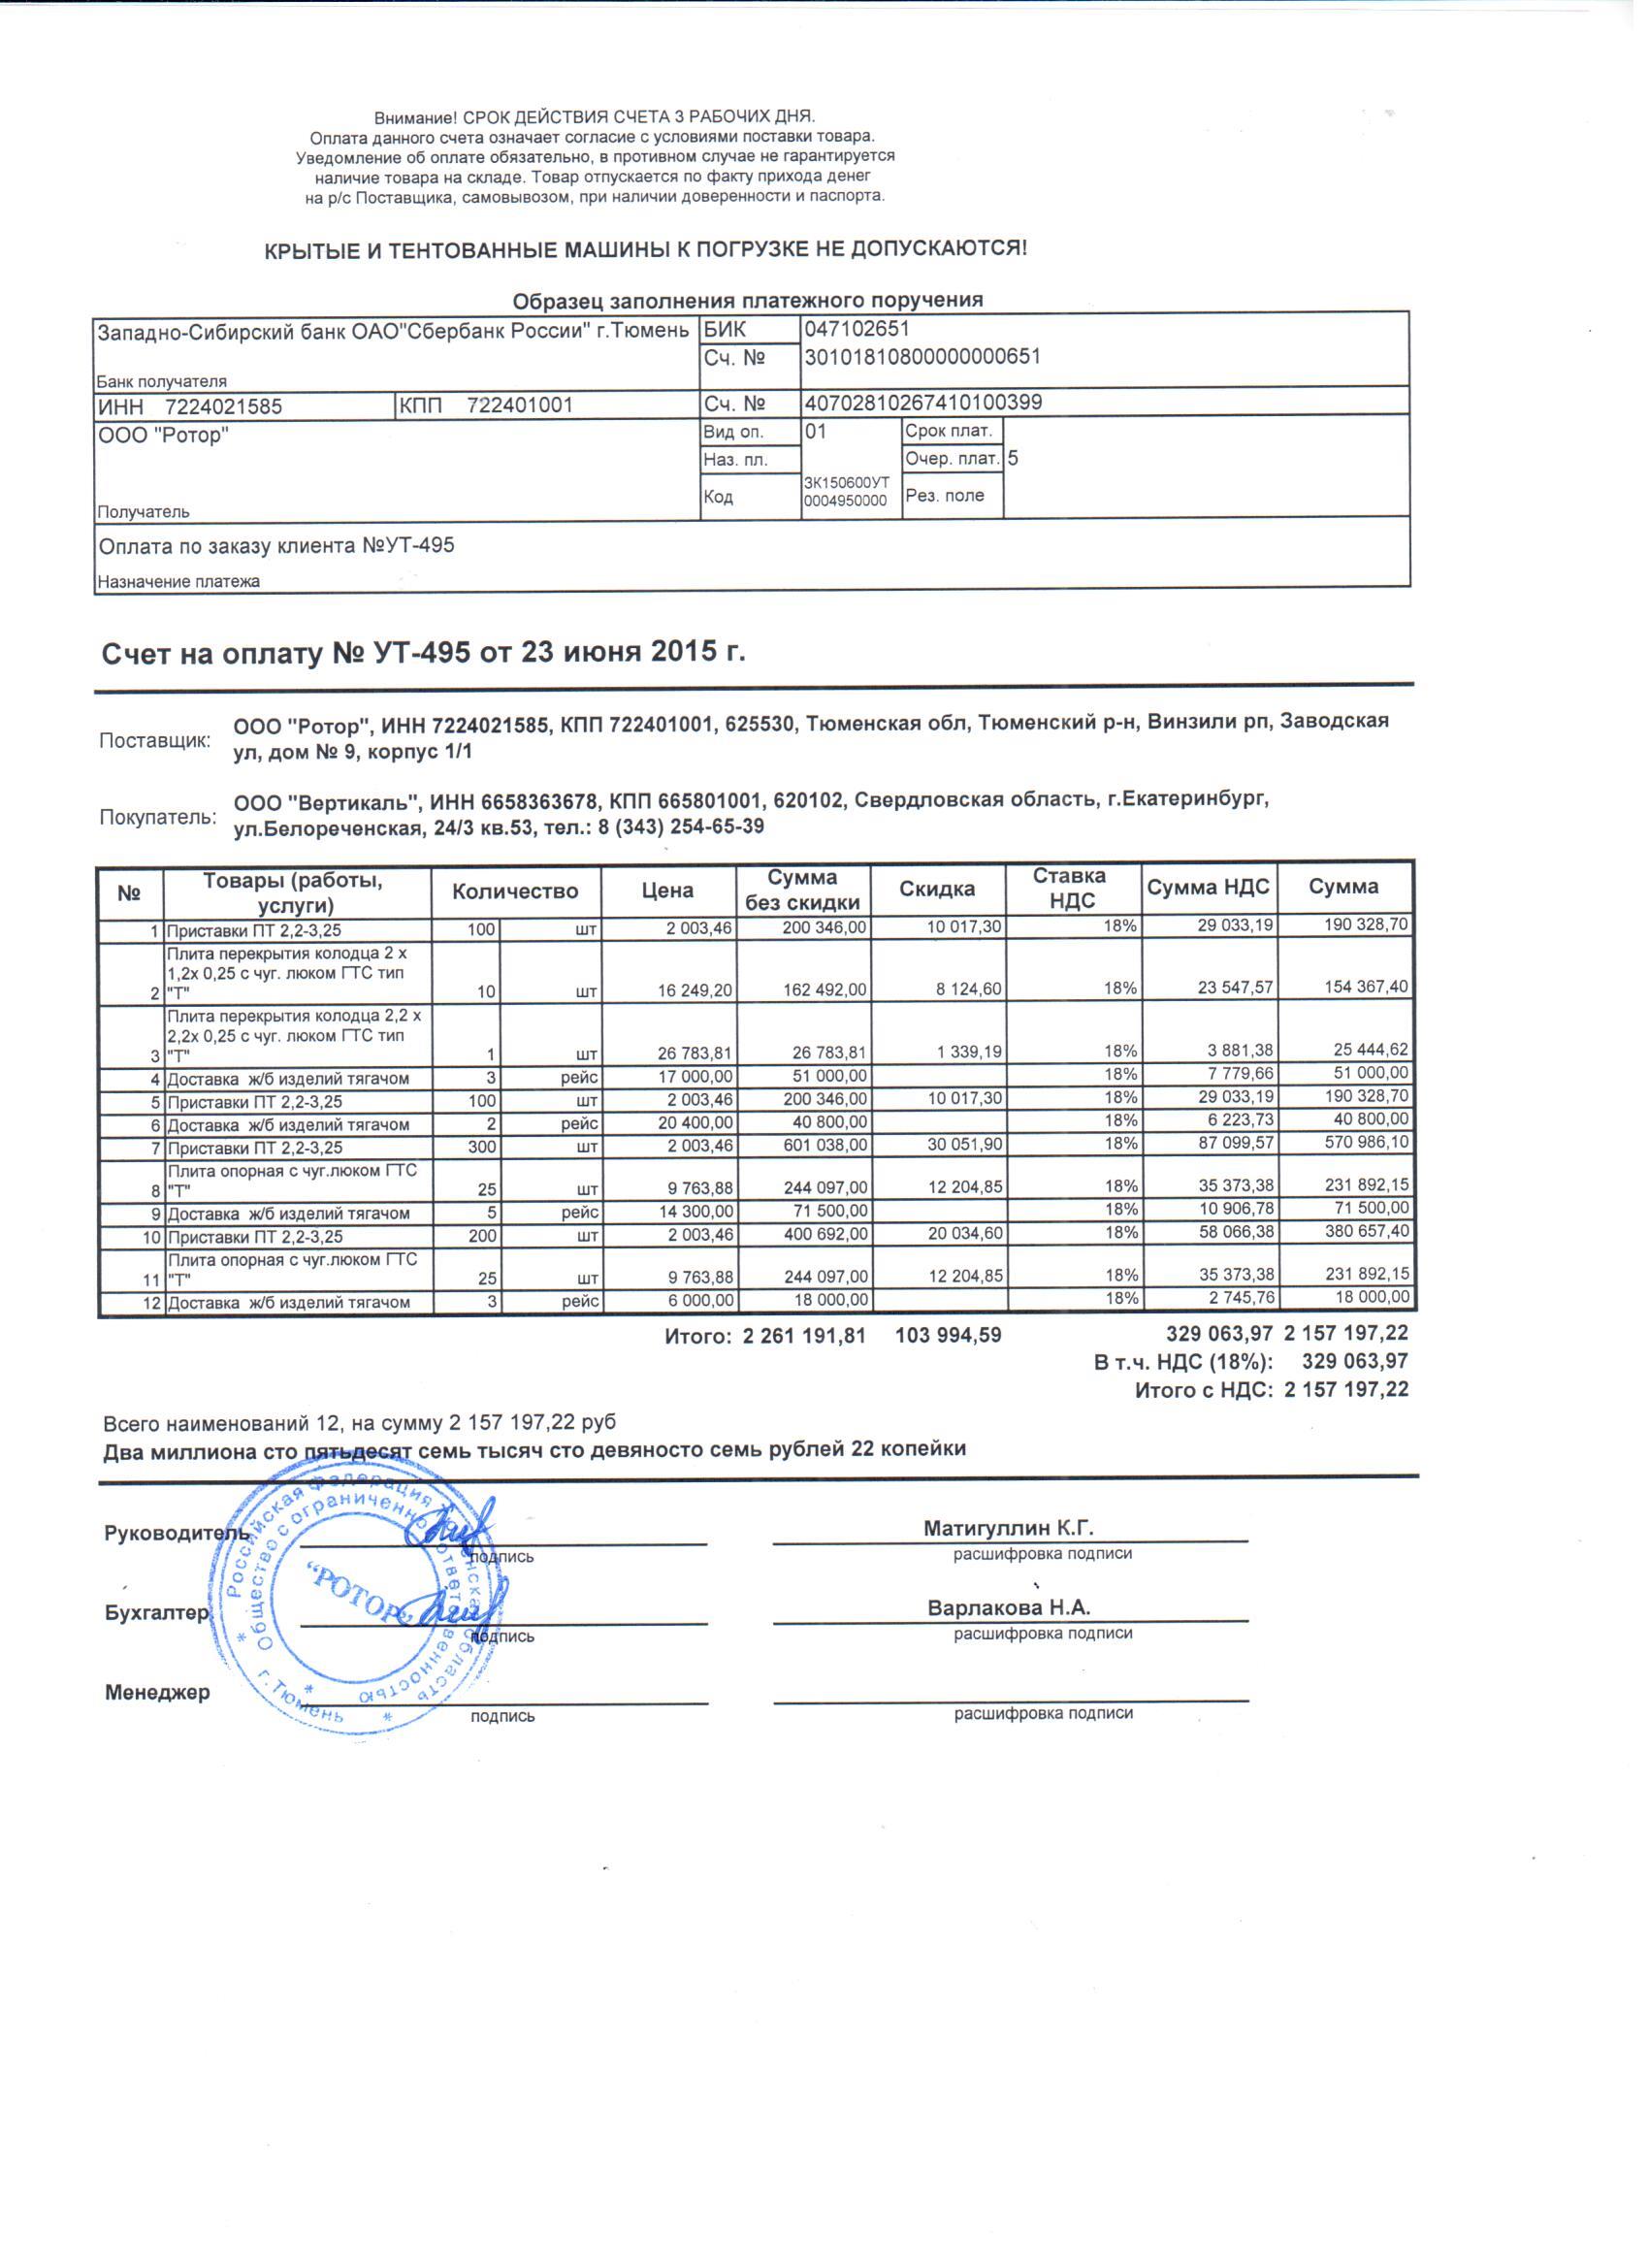 Внимание! СРОК ДЕЙСТВИЯ СЧЕТА 3 РАБОЧИХ ДНЯ.
Оплата данного счета означает согласие с условиями поставки товара.
Уведомление об оплате обязательно, в противном случае не гарантируется
наличие товара на складе. Товар отпускается по факту прихода денег
на р/с Поставщика, самовывозом, при наличии доверенности и паспорта.
КРЫТЫЕ И ТЕНТОВАННЫЕ МАШИНЫ К ПОГРУЗКЕ НЕ ДОПУСКАЮТСЯ!
Образец заполнения платежного поручения
Западно-Сибирский банк ОАО"Сбербанк России" г.Тюмень БИК 047102651
Сч. № 30101810800000000651
Банк получателя
ИНН 7224021585 КПП 722401001 Сч. № 40702810267410100399
ООО "Ротор" Вид оп. 01 Срок плат.
Наз. пл. Очер. плат. 5
Код ЗК150600УТ
0004950000 Рез. поле
Получатель
Оплата по заказу клиента №УТ-495
Назначение платежа
Счет на оплату № УТ-495 от 23 июня 2015 г.
Поставщик: ООО "Ротор", ИНН 7224021585, КПП 722401001, 625530, Тюменская обл, Тюменский р-н, Винзили рп, Заводская
ул, дом № 9, корпус 1/1
Покупатель: ООО "Вертикаль", ИНН 6658363678, КПП 665801001, 620102, Свердловская область, г.Екатеринбург,
ул.Белореченская, 24/3 кв.53, тел.: 8 (343) 254-65-39
№ Товары (работы, Количество Цена Сумма Скидка Ставка Сумма НДС Сумма
услуги) без скидки НДС
1 Приставки ПТ 2,2-3,25 100 шт 2 003,46 200 346,00 10 017,30 18% 29 033,19 190 328,70
Плита перекрытия колодца 2 х
1,2х 0,25 с чуг. люком ГТС тип
2 "Т" 10 шт 16 249,20 162 492,00 8 124,60 18% 23 547,57 154 367,40
Плита перекрытия колодца 2,2 х
2,2х 0,25 с чуг. люком ГТС тип
3 "Т" 1 шт 26 783,81 26 783,81 1 339,19 18% 3 881,38 25 444,62
4 Доставка ж/б изделий тягачом 3 рейс 17 000,00 51 000,00 18% 7 779,66 51 000,00
5 Приставки ПТ 2,2-3,25 100 шт 2 003,46 200 346,00 10 017,30 18% 29 033,19 190 328,70
6 Доставка ж/б изделий тягачом 2 рейс 20 400,00 40 800,00 18% 6 223,73 40 800,00
7 Приставки ПТ 2,2-3,25 300 шт 2 003,46 601 038,00 30 051,90 18% 87 099,57 570 986,10
Плита опорная с чуг.люком ГТС
8 "Т" 25 шт 9 763,88 244 097,00 12 204,85 18% 35 373,38 231 892,15
9 Доставка ж/б изделий тягачом 5 рейс 14 300,00 71 500,00 18% 10 906,78 71 500,00
10 Приставки ПТ 2,2-3,25 200 шт 2 003,46 400 692,00 20 034,60 18% 58 066,38 380 657,40
Плита опорная с чуг.люком ГТС
11 "Т" 25 шт 9 763,88 244 097,00 12 204,85 18% 35 373,38 231 892,15
12 Доставка ж/б изделий тягачом 3 рейс 6 000,00 18 000,00 18% 2 745,76 18 000,00
Итого: 2 261 191,81 103 994,59 329 063,97 2 157 197,22
В т.ч. НДС (18%): 329 063,97
Итого с НДС: 2 157 197,22
Всего наименований 12, на сумму 2 157 197,22 руб
Два миллиона сто пятьдесят семь тысяч сто девяносто семь рублей 22 копейки
Руководитель Матигуллин К.Г.
подпись расшифровка подписи
Бухгалтер Варлакова Н.А.
подпись расшифровка подписи
Менеджер
подпись расшифровка подписи
Российская Федерация * Тюменская область *
г. Тюмень
Общество с ограниченной ответственностью *
"РОТОР"